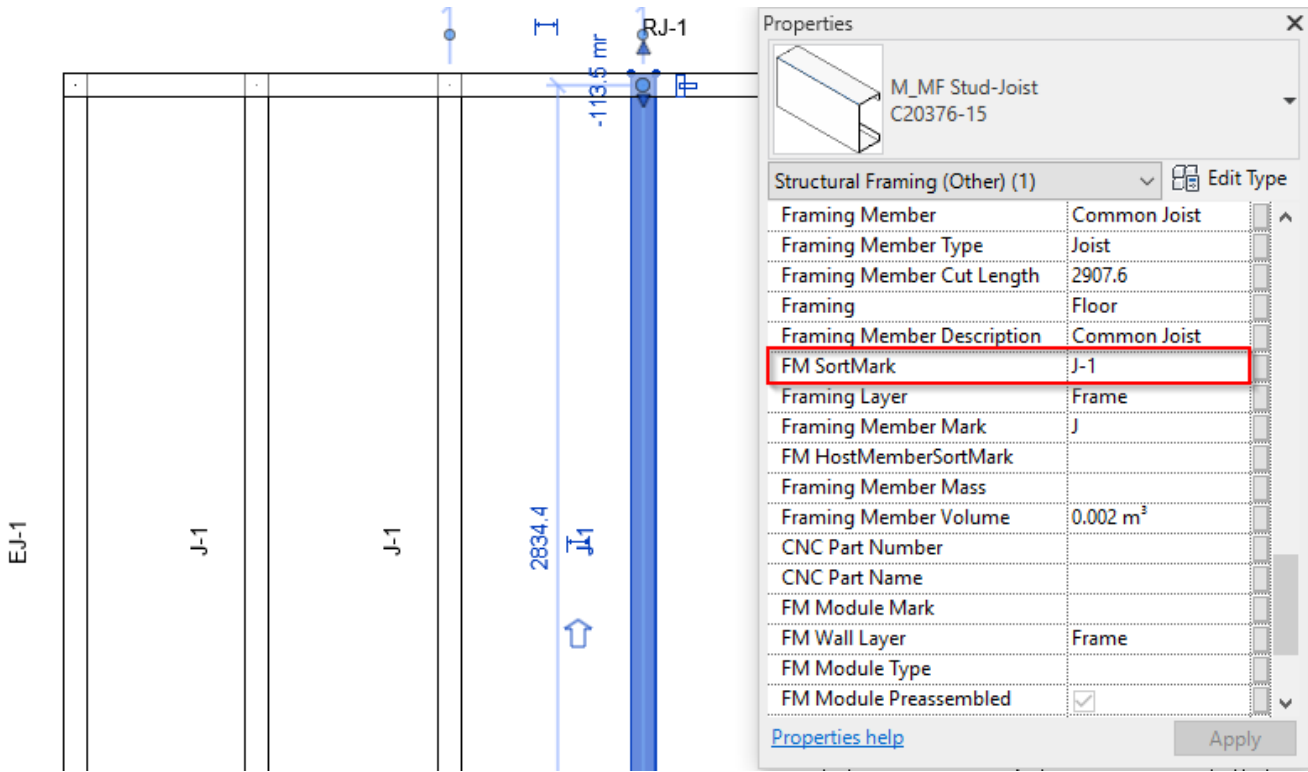 RJ-1
-113.5 mr
EJ-1
J-1
J-1
2834.4
J-1
Properties
M_MF Stud-Joist
C20376-15
Structural Framing (Other) (1)
Edit Type
Framing Member Common Joist
Framing Member Type Joist
Framing Member Cut Length 2907.6
Framing Floor
Framing Member Description Common Joist
FM SortMark J-1
Framing Layer Frame
Framing Member Mark J
FM HostMemberSortMark
Framing Member Mass
Framing Member Volume 0.002 m³
CNC Part Number
CNC Part Name
FM Module Mark
FM Wall Layer Frame
FM Module Type
FM Module Preassembled
Properties help
Apply